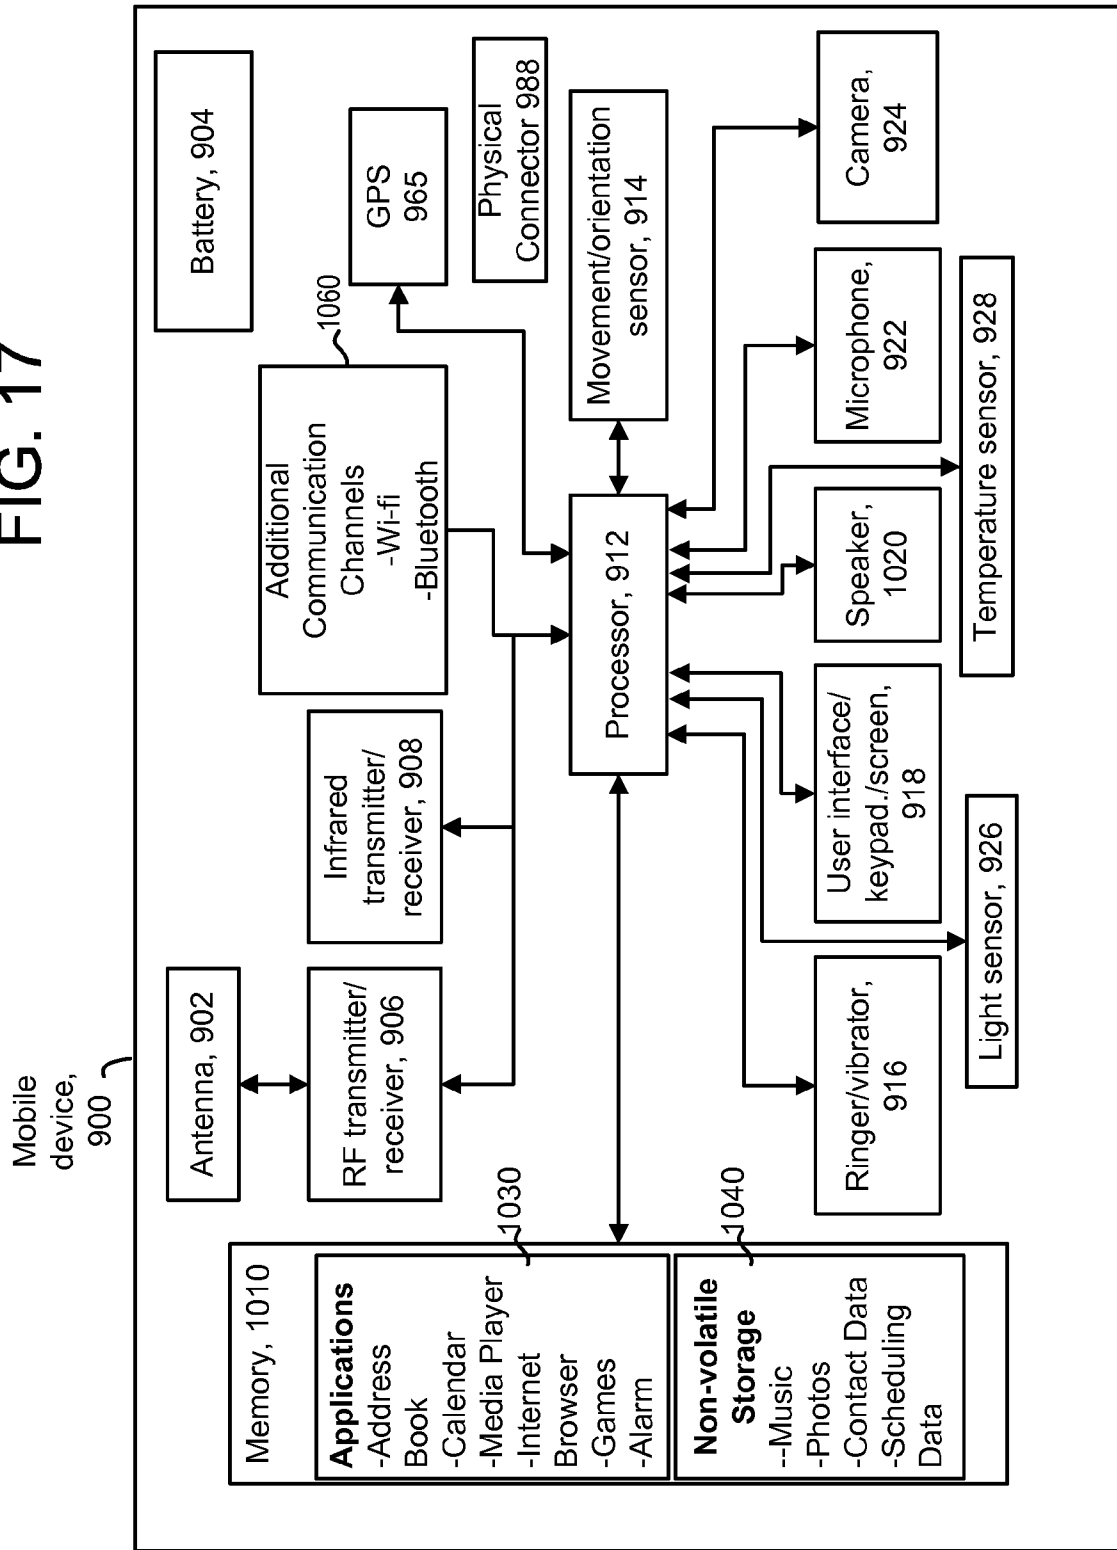 FIG. 17
Mobile
device,
900
Battery, 904
Antenna, 902
RF transmitter/
receiver, 906
Infrared
transmitter/
receiver, 908
Additional
Communication
Channels
-Wi-fi
-Bluetooth
1060
GPS
965
Physical
Connector 988
Memory, 1010
Applications
-Address
Book
-Calendar
-Media Player
-Internet
Browser
-Games
-Alarm
1030
Non-volatile
Storage
--Music
-Photos
-Contact Data
-Scheduling
Data
1040
Processor, 912
Movement/orientation
sensor, 914
Ringer/vibrator,
916
User interface/
keypad./screen,
918
Speaker,
1020
Microphone,
922
Camera,
924
Light sensor, 926
Temperature sensor, 928